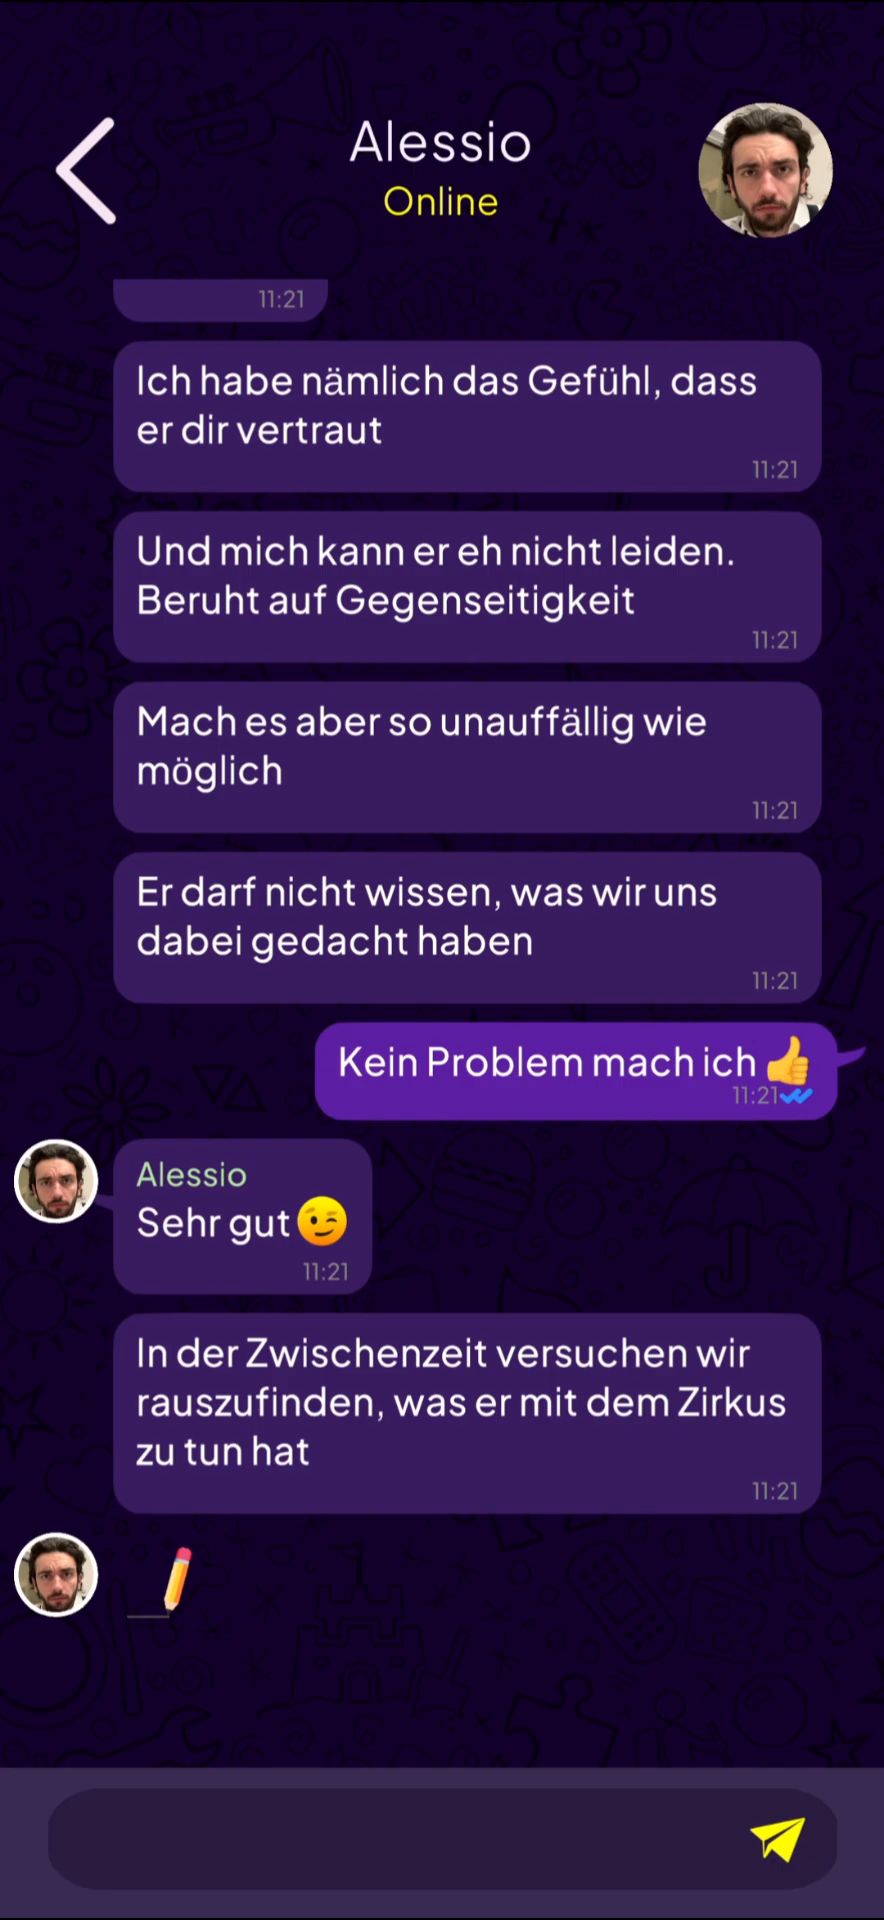 Alessio
Online
11:21
Ich habe nämlich das Gefühl, dass
er dir vertraut
11:21
Und mich kann er eh nicht leiden.
Beruht auf Gegenseitigkeit
11:21
Mach es aber so unauffällig wie
möglich
11:21
Er darf nicht wissen, was wir uns
dabei gedacht haben
11:21
Kein Problem mach ich 👍
11:21
Alessio
Sehr gut 😉
11:21
In der Zwischenzeit versuchen wir
rauszufinden, was er mit dem Zirkus
zu tun hat
11:21